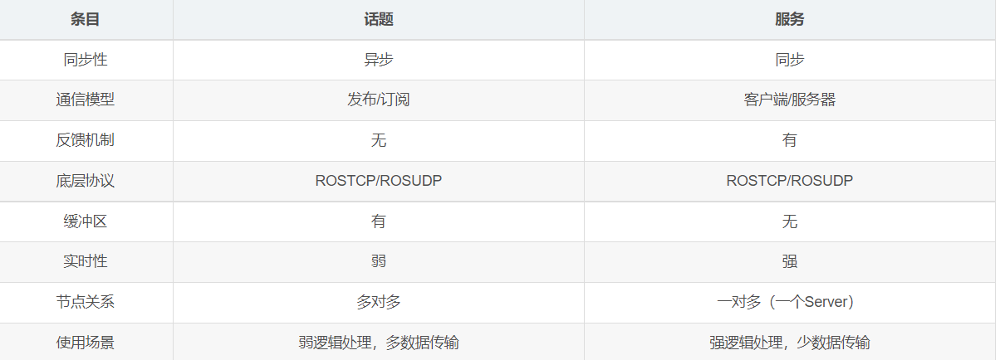 条目 话题 服务
同步性 异步 同步
通信模型 发布/订阅 客户端/服务器
反馈机制 无 有
底层协议 ROSTCP/ROSUDP ROSTCP/ROSUDP
缓冲区 有 无
实时性 弱 强
节点关系 多对多 一对多（一个Server）
使用场景 弱逻辑处理，多数据传输 强逻辑处理，少数据传输